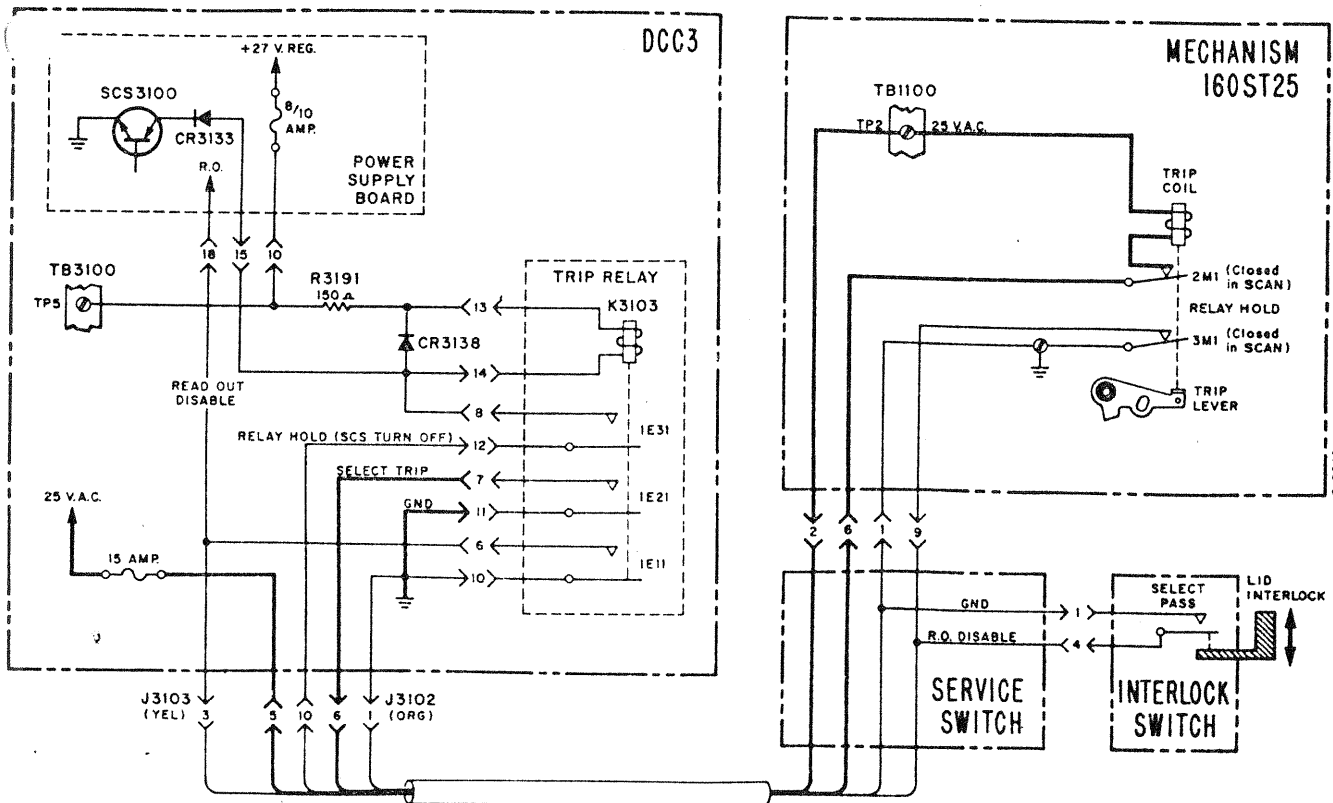 DCC3
+27 V. REG.
SCS3100
8/10
AMP.
CR3133
R.O.
POWER
SUPPLY
BOARD
18
15
10
TB3100
TP5
R3191
150 Ω
13
CR3138
14
TRIP RELAY
K3103
READ OUT
DISABLE
8
1E31
RELAY HOLD (SCS TURN OFF)
12
SELECT TRIP
7
1E21
GND
11
25 V.A.C.
6
1E11
15 AMP.
10
J3103
(YEL)
3
5
10
6
1
J3102
(ORG)
MECHANISM
160ST25
TB1100
TP2
25 V.A.C.
TRIP
COIL
2M1 (Closed
in SCAN)
RELAY HOLD
3M1 (Closed
in SCAN)
TRIP
LEVER
2
6
1
9
GND
1
SELECT
PASS
LID
INTERLOCK
R.O. DISABLE
4
SERVICE
SWITCH
INTERLOCK
SWITCH